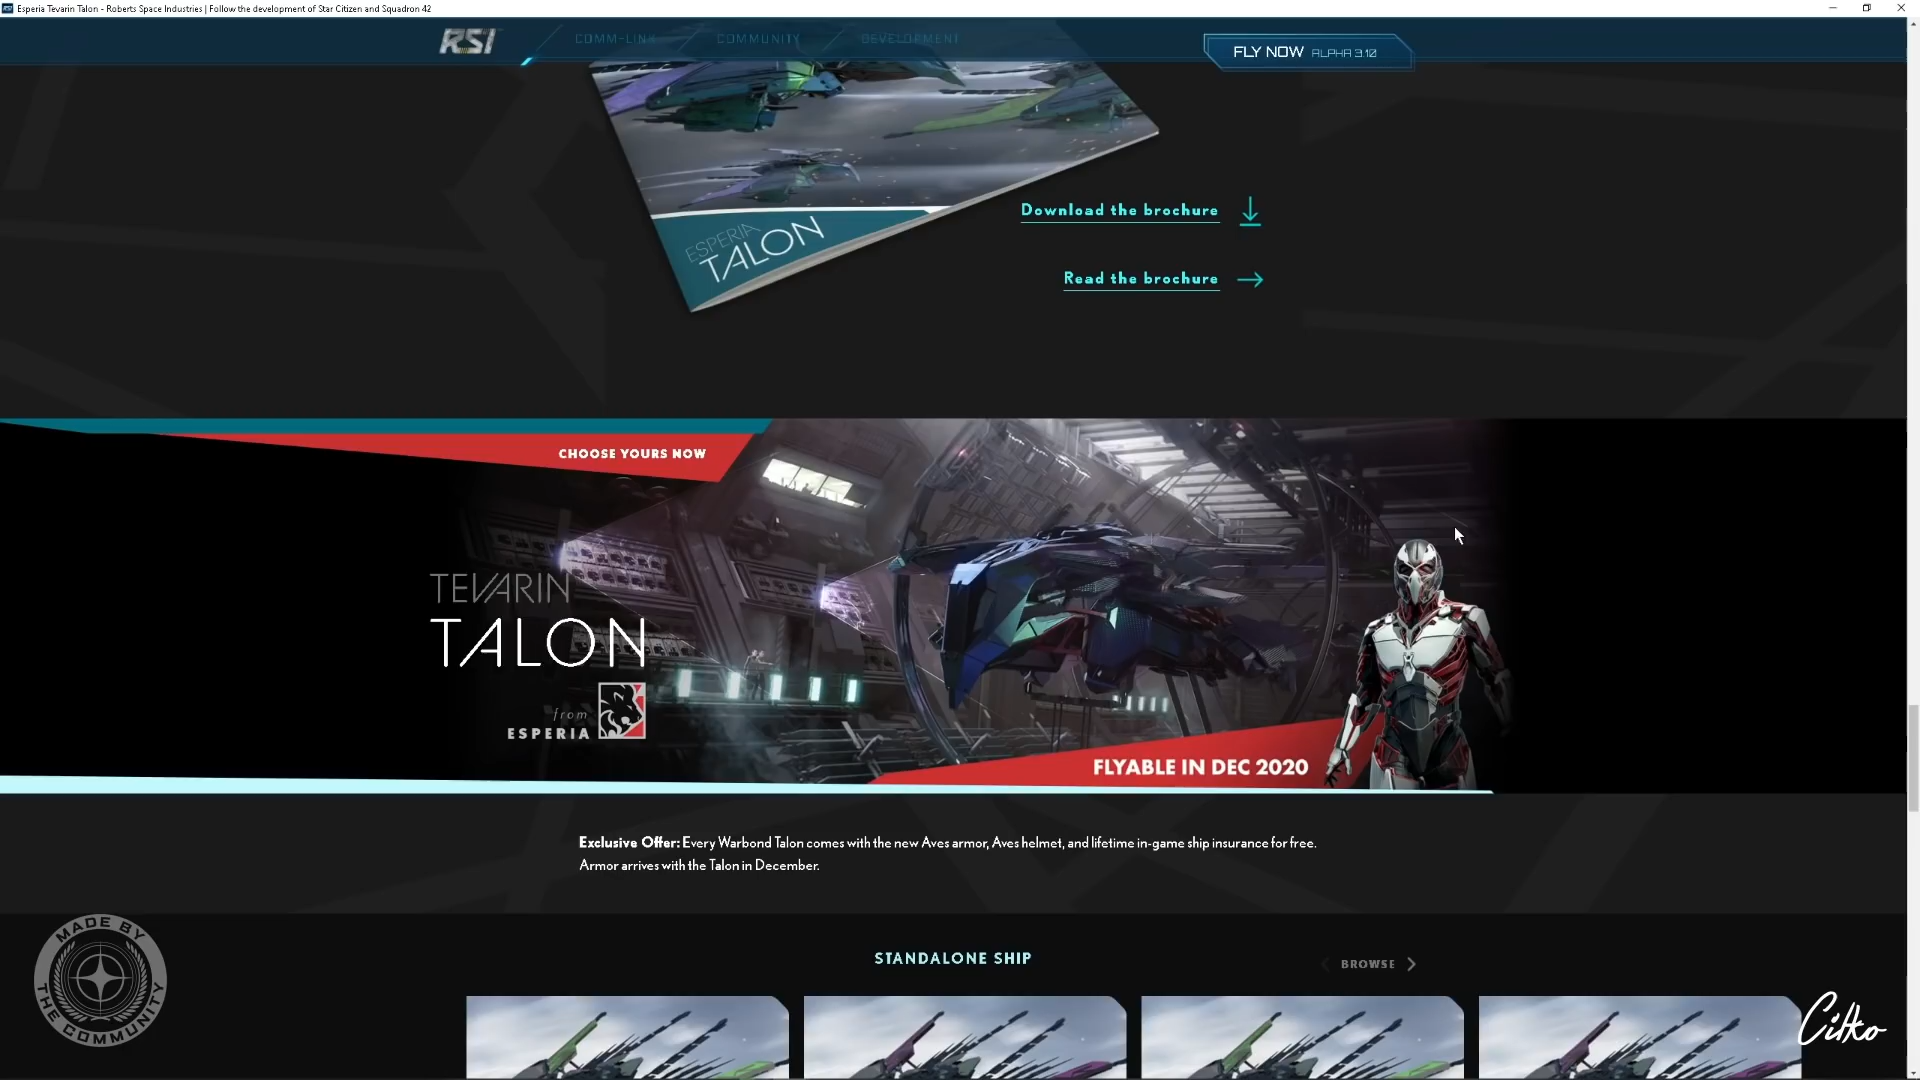 Esperia Tevarin Talon - Roberts Space Industries | Follow the development of Star Citizen and Squadron 42
RSI
COMM-LINK
COMMUNITY
DEVELOPMENT
FLY NOW ALPHA 3.10
ESPERIA
TALON
Download the brochure
Read the brochure
CHOOSE YOURS NOW
TEVARIN
TALON
from
ESPERIA
FLYABLE IN DEC 2020
Exclusive Offer: Every Warbond Talon comes with the new Aves armor, Aves helmet, and lifetime in-game ship insurance for free.
Armor arrives with the Talon in December.
STANDALONE SHIP
BROWSE
MADE BY
THE COMMUNITY
Citko